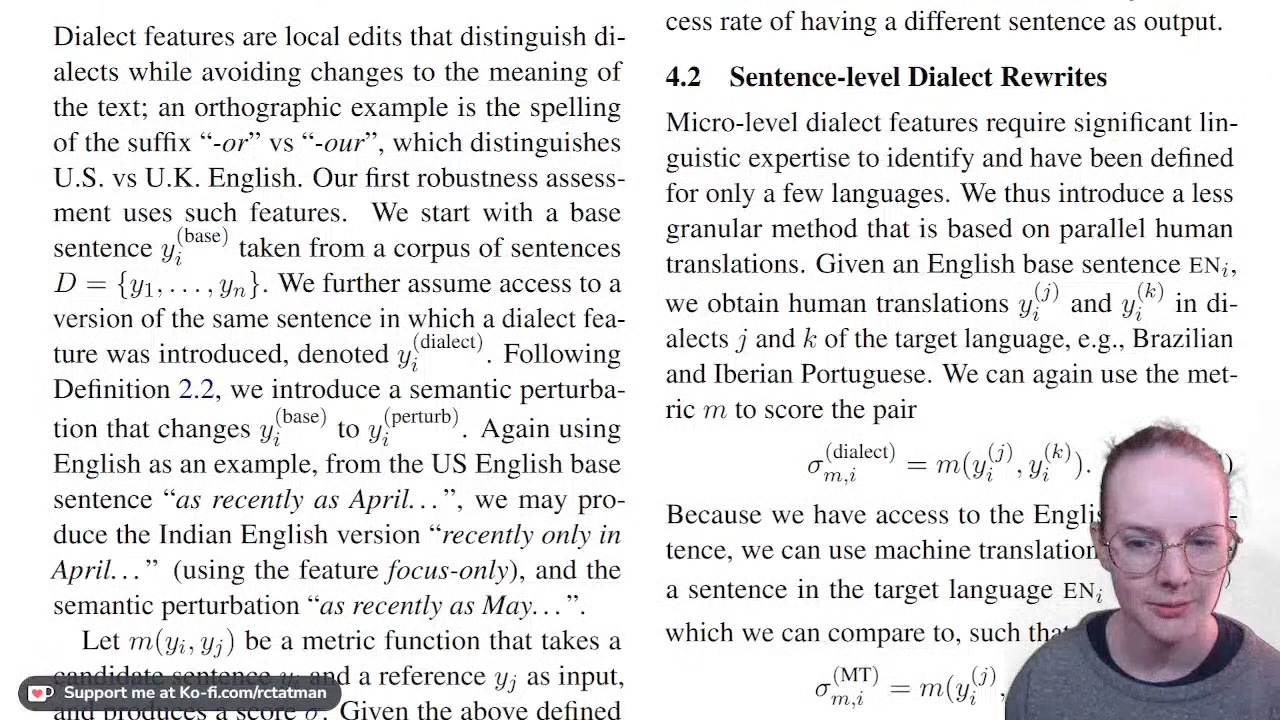 Dialect features are local edits that distinguish di-
alects while avoiding changes to the meaning of
the text; an orthographic example is the spelling
of the suffix “-or” vs “-our”, which distinguishes
U.S. vs U.K. English. Our first robustness assess-
ment uses such features. We start with a base
sentence y_i^(base) taken from a corpus of sentences
D = {y_1, . . . , y_n}. We further assume access to a
version of the same sentence in which a dialect fea-
ture was introduced, denoted y_i^(dialect). Following
Definition 2.2, we introduce a semantic perturba-
tion that changes y_i^(base) to y_i^(perturb). Again using
English as an example, from the US English base
sentence “as recently as April. . .”, we may pro-
duce the Indian English version “recently only in
April. . .” (using the feature focus-only), and the
semantic perturbation “as recently as May. . .”.
Let m(y_i, y_j) be a metric function that takes a
candidate sentence and a reference y_j as input,
and produces a score σ. Given the above defined
Support me at Ko-fi.com/rctatman
cess rate of having a different sentence as output.
4.2 Sentence-level Dialect Rewrites
Micro-level dialect features require significant lin-
guistic expertise to identify and have been defined
for only a few languages. We thus introduce a less
granular method that is based on parallel human
translations. Given an English base sentence EN_i,
we obtain human translations y_i^(j) and y_i^(k) in di-
alects j and k of the target language, e.g., Brazilian
and Iberian Portuguese. We can again use the met-
ric m to score the pair
σ_{m,i}^(dialect) = m(y_i^(j), y_i^(k)).
Because we have access to the
tence, we can use machine translation
a sentence in the target language EN_i
which we can compare to, such
σ_{m,i}^(MT) = m(y_i^(j),